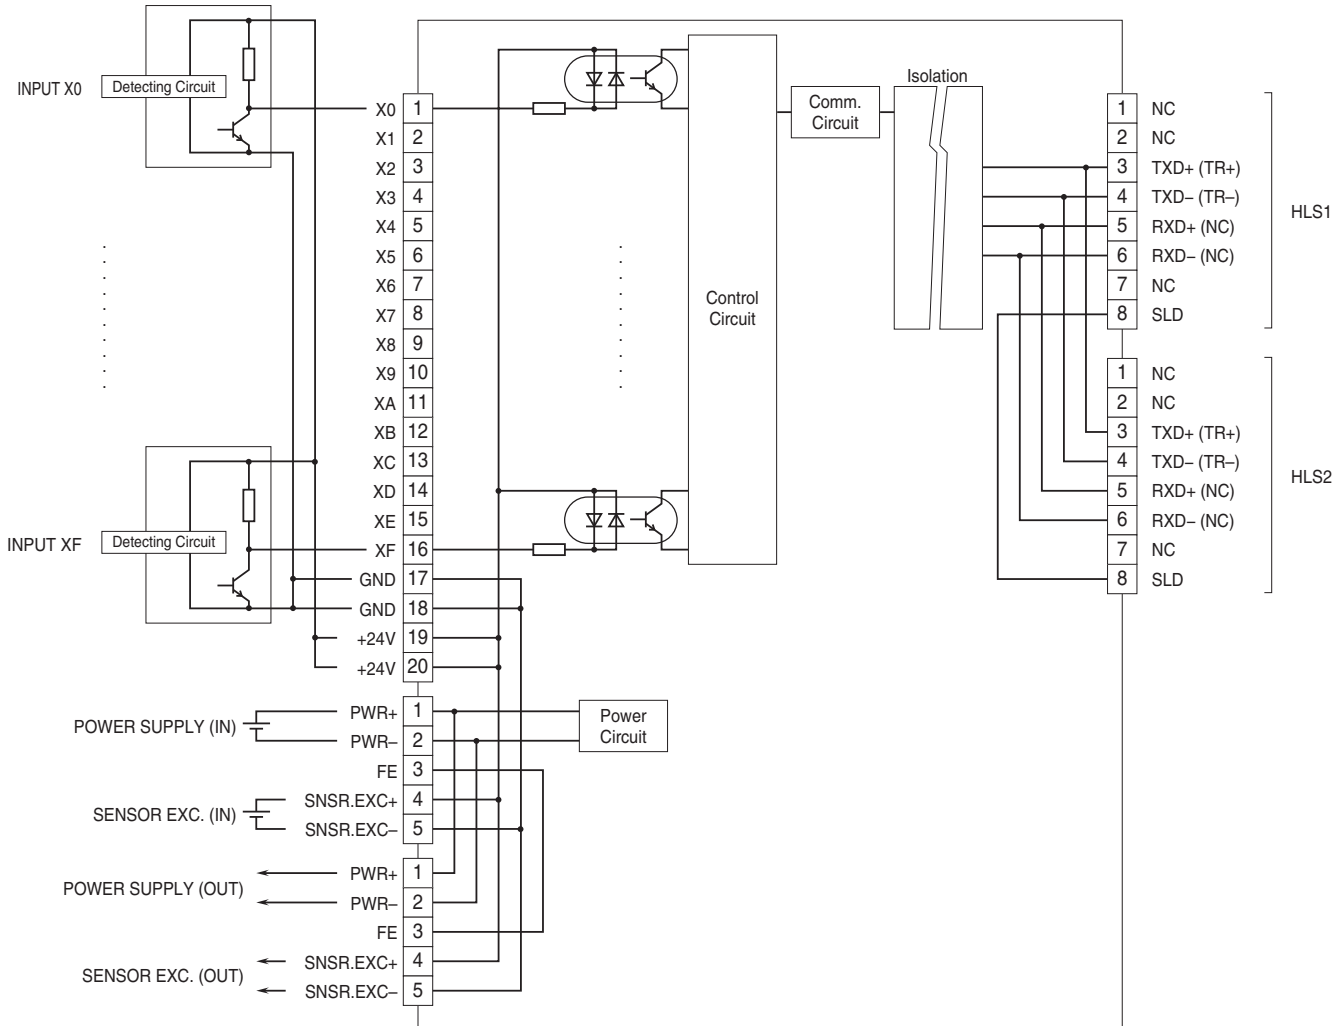 INPUT X0
Detecting Circuit
X0 1
X1 2
X2 3
X3 4
X4 5
X5 6
X6 7
X7 8
X8 9
X9 10
XA 11
XB 12
XC 13
XD 14
XE 15
XF 16
GND 17
GND 18
+24V 19
+24V 20
INPUT XF
Detecting Circuit
POWER SUPPLY (IN)
PWR+ 1
PWR– 2
FE 3
SENSOR EXC. (IN)
SNSR.EXC+ 4
SNSR.EXC– 5
POWER SUPPLY (OUT)
PWR+ 1
PWR– 2
FE 3
SENSOR EXC. (OUT)
SNSR.EXC+ 4
SNSR.EXC– 5
Control
Circuit
Power
Circuit
Comm.
Circuit
Isolation
1 NC
2 NC
3 TXD+ (TR+)
4 TXD– (TR–)
5 RXD+ (NC)
6 RXD– (NC)
7 NC
8 SLD
HLS1
1 NC
2 NC
3 TXD+ (TR+)
4 TXD– (TR–)
5 RXD+ (NC)
6 RXD– (NC)
7 NC
8 SLD
HLS2